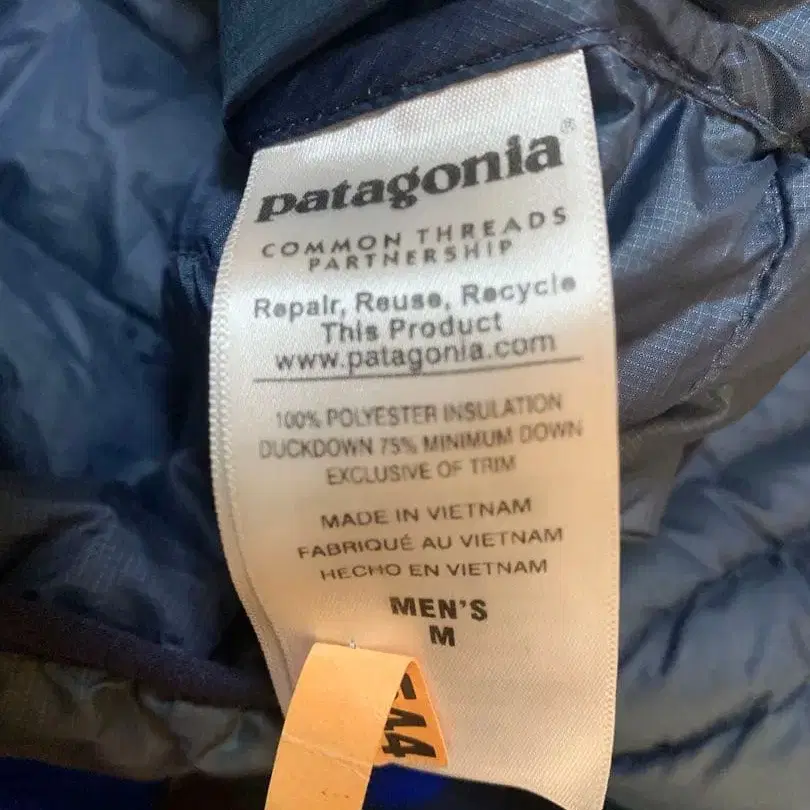 patagonia®
COMMON THREADS
PARTNERSHIP
Repair, Reuse, Recycle
This Product
www.patagonia.com
100% POLYESTER INSULATION
DUCKDOWN 75% MINIMUM DOWN
EXCLUSIVE OF TRIM
MADE IN VIETNAM
FABRIQUÉ AU VIETNAM
HECHO EN VIETNAM
MEN'S
M